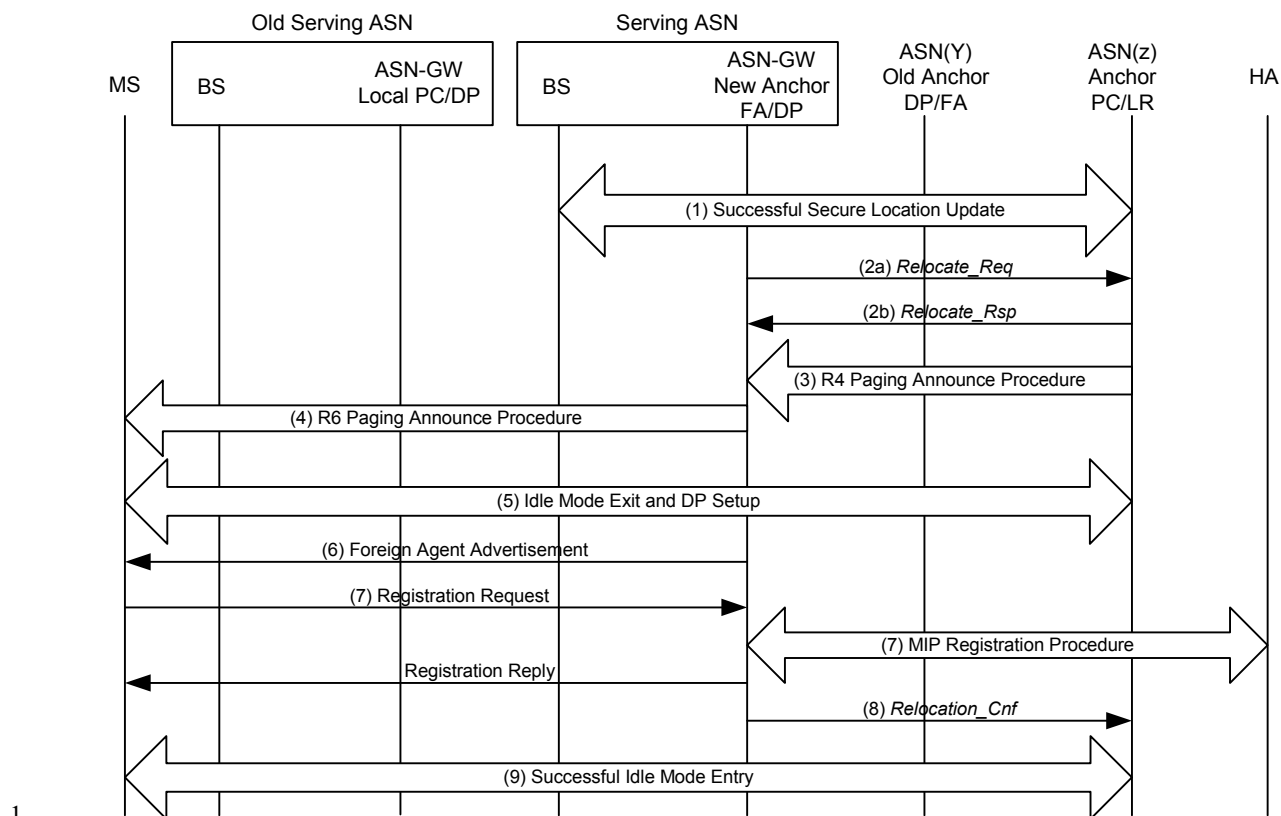 Old Serving ASN
Serving ASN
MS
BS
ASN-GW
Local PC/DP
BS
ASN-GW
New Anchor
FA/DP
ASN(Y)
Old Anchor
DP/FA
ASN(z)
Anchor
PC/LR
HA
(1) Successful Secure Location Update
(2a) Relocate_Req
(2b) Relocate_Rsp
(3) R4 Paging Announce Procedure
(4) R6 Paging Announce Procedure
(5) Idle Mode Exit and DP Setup
(6) Foreign Agent Advertisement
(7) Registration Request
(7) MIP Registration Procedure
Registration Reply
(8) Relocation_Cnf
(9) Successful Idle Mode Entry
1